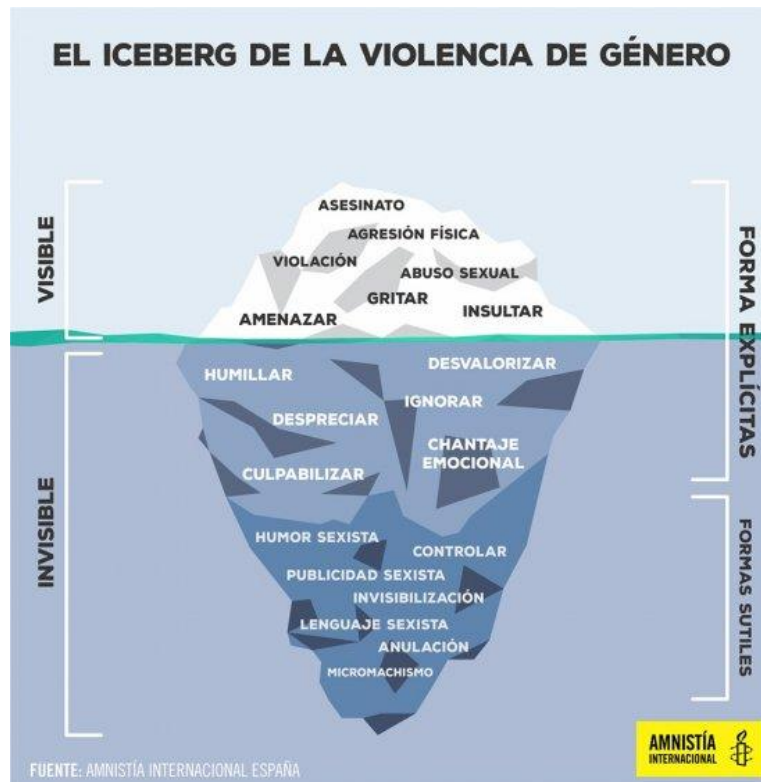 EL ICEBERG DE LA VIOLENCIA DE GÉNERO
VISIBLE
ASESINATO
AGRESIÓN FÍSICA
VIOLACIÓN
ABUSO SEXUAL
GRITAR
AMENAZAR
INSULTAR
FORMA EXPLÍCITAS
INVISIBLE
HUMILLAR
DESVALORIZAR
IGNORAR
DESPRECIAR
CHANTAJE
EMOCIONAL
CULPABILIZAR
HUMOR SEXISTA
CONTROLAR
PUBLICIDAD SEXISTA
INVISIBILIZACIÓN
LENGUAJE SEXISTA
ANULACIÓN
MICROMACHISMO
FORMAS SUTILES
FUENTE: AMNISTÍA INTERNACIONAL ESPAÑA
AMNISTÍA
INTERNACIONAL